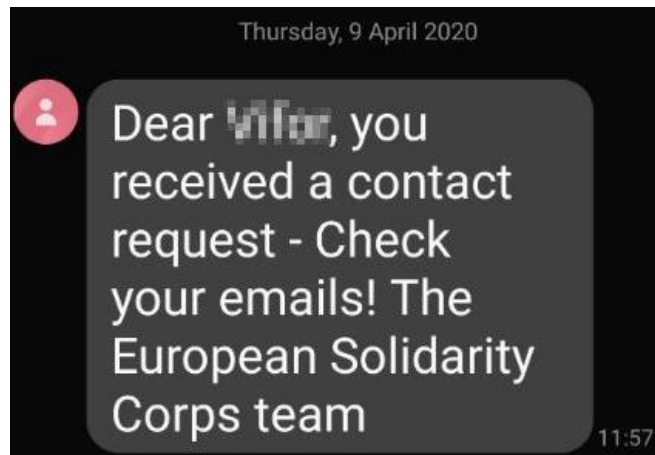 Thursday, 9 April 2020
Dear , you
received a contact
request - Check
your emails! The
European Solidarity
Corps team
11:57